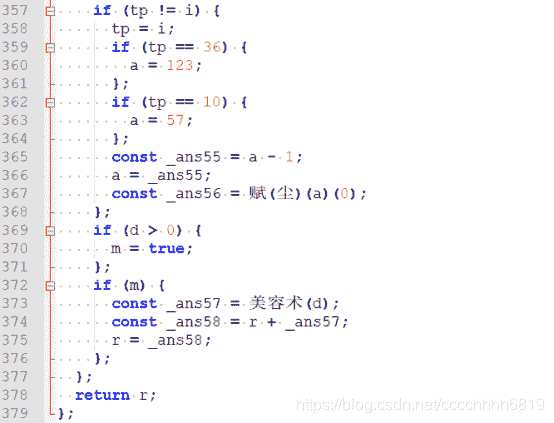 357 if (tp != i) {
358 tp = i;
359 if (tp == 36) {
360 a = 123;
361 };
362 if (tp == 10) {
363 a = 57;
364 };
365 const _ans55 = a - 1;
366 a = _ans55;
367 const _ans56 = 赋(尘)(a)(0);
368 };
369 if (d > 0) {
370 m = true;
371 };
372 if (m) {
373 const _ans57 = 美容术(d);
374 const _ans58 = r + _ans57;
375 r = _ans58;
376 };
377 };
378 return r;
379 };
https://blog.csdn.net/cccchhhh6819